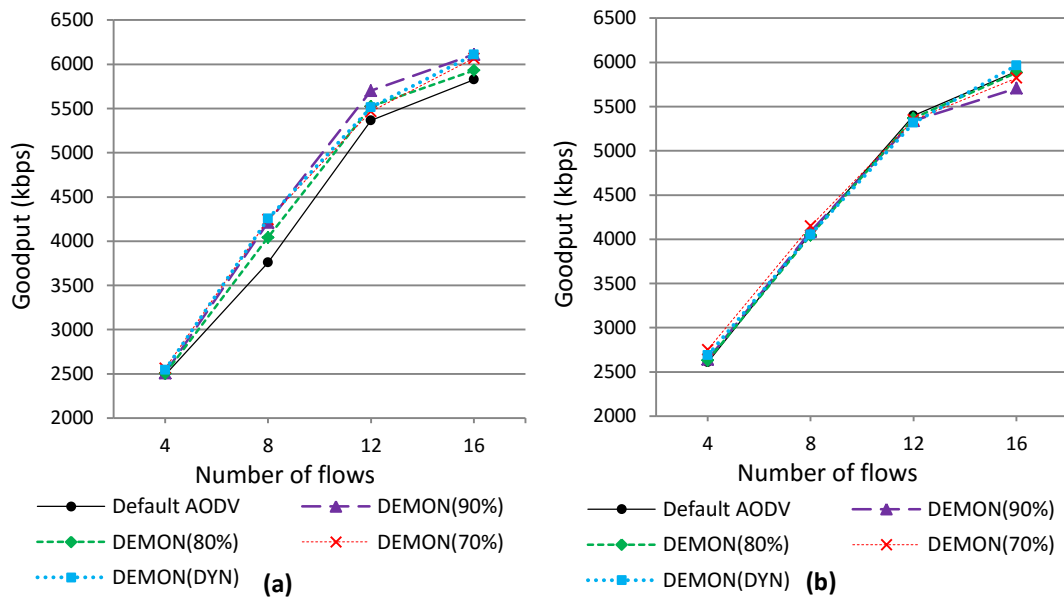 6500
6000
5500
5000
4500
4000
3500
3000
2500
2000
Goodput (kbps)
4 8 12 16
Number of flows
Default AODV DEMON(90%)
DEMON(80%) DEMON(70%)
DEMON(DYN) (a)
6500
6000
5500
5000
4500
4000
3500
3000
2500
2000
Goodput (kbps)
4 8 12 16
Number of flows
Default AODV DEMON(90%)
DEMON(80%) DEMON(70%)
DEMON(DYN) (b)